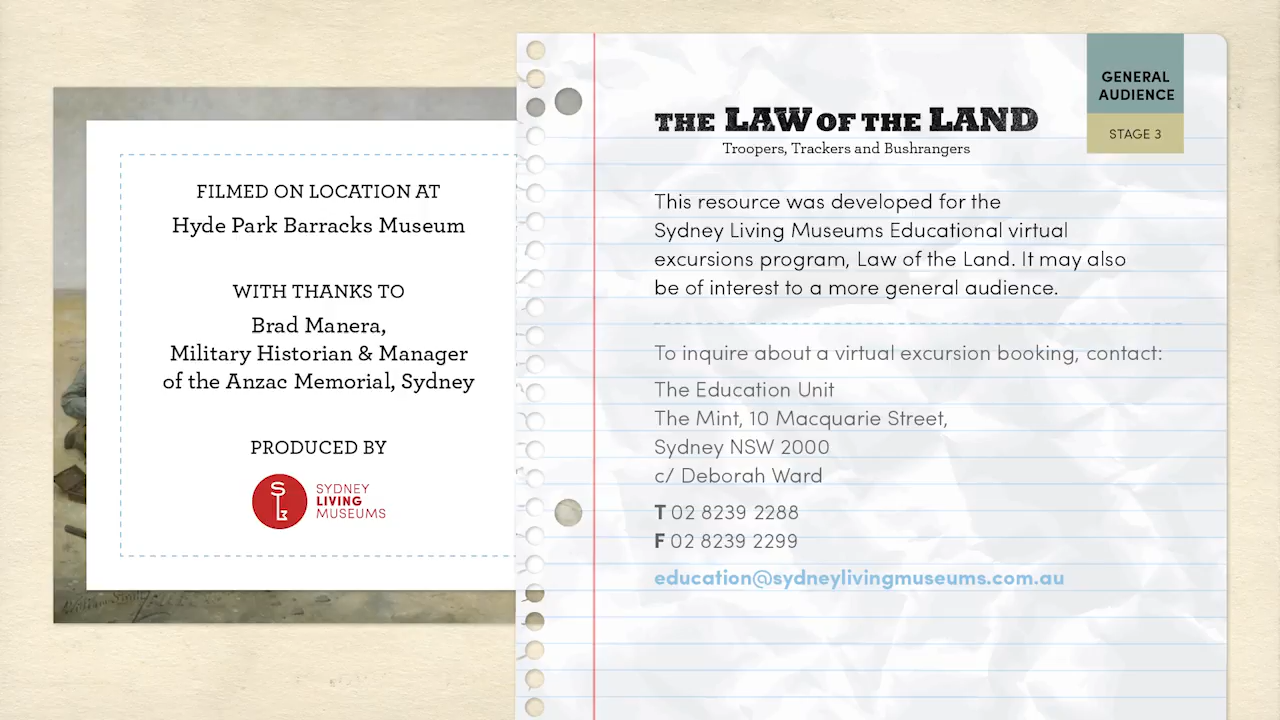 FILMED ON LOCATION AT
Hyde Park Barracks Museum
WITH THANKS TO
Brad Manera,
Military Historian & Manager
of the Anzac Memorial, Sydney
PRODUCED BY
SYDNEY
LIVING
MUSEUMS
GENERAL
AUDIENCE
STAGE 3
THE LAW OF THE LAND
Troopers, Trackers and Bushrangers
This resource was developed for the
Sydney Living Museums Educational virtual
excursions program, Law of the Land. It may also
be of interest to a more general audience.
To inquire about a virtual excursion booking, contact:
The Education Unit
The Mint, 10 Macquarie Street,
Sydney NSW 2000
c/ Deborah Ward
T 02 8239 2288
F 02 8239 2299
education@sydneylivingmuseums.com.au